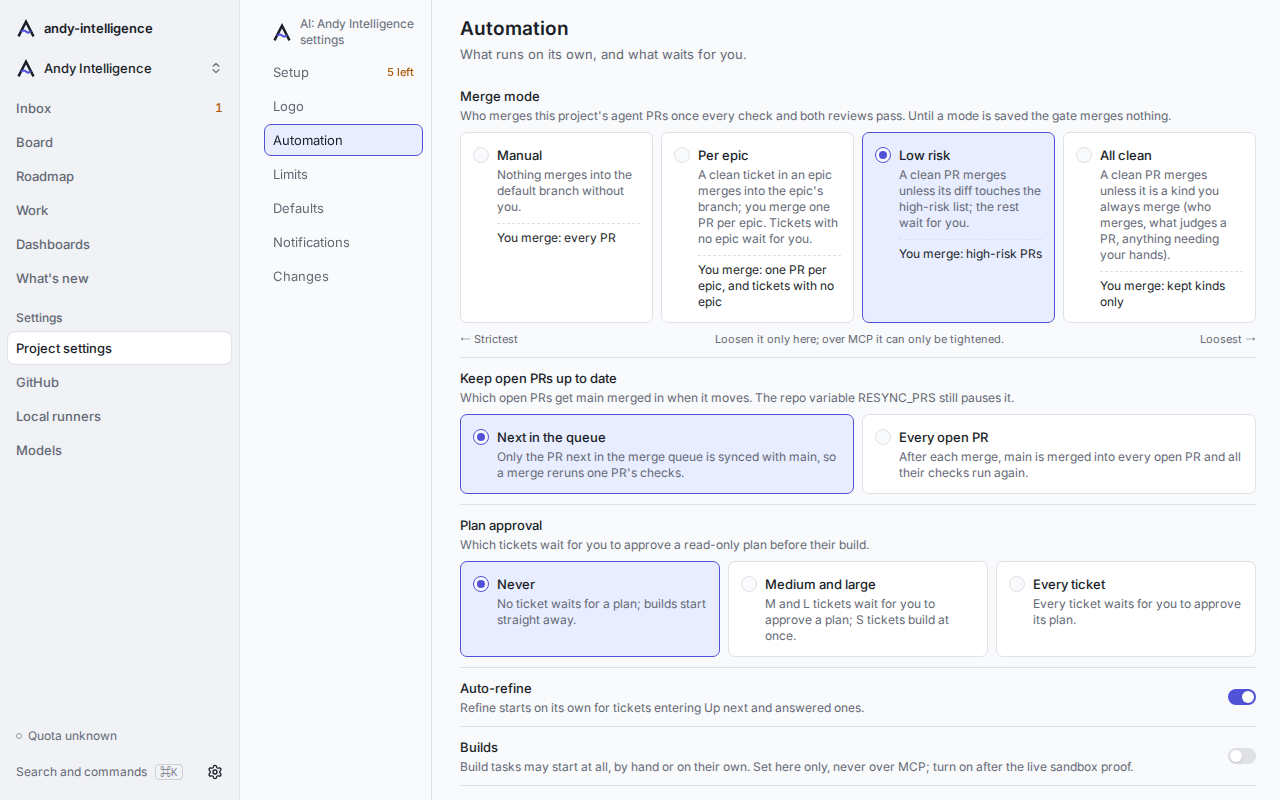 andy-intelligence
Andy Intelligence
Inbox 1
Board
Roadmap
Work
Dashboards
What's new
Settings
Project settings
GitHub
Local runners
Models
Quota unknown
Search and commands ⌘K
AI: Andy Intelligence
settings
Setup 5 left
Logo
Automation
Limits
Defaults
Notifications
Changes
Automation
What runs on its own, and what waits for you.
Merge mode
Who merges this project's agent PRs once every check and both reviews pass. Until a mode is saved the gate merges nothing.
Manual
Nothing merges into the
default branch without
you.
You merge: every PR
Per epic
A clean ticket in an epic
merges into the epic's
branch; you merge one
PR per epic. Tickets with
no epic wait for you.
You merge: one PR per
epic, and tickets with no
epic
Low risk
A clean PR merges
unless its diff touches the
high-risk list; the rest
wait for you.
You merge: high-risk PRs
All clean
A clean PR merges
unless it is a kind you
always merge (who
merges, what judges a
PR, anything needing
your hands).
You merge: kept kinds
only
← Strictest
Loosen it only here; over MCP it can only be tightened.
Loosest →
Keep open PRs up to date
Which open PRs get main merged in when it moves. The repo variable RESYNC_PRS still pauses it.
Next in the queue
Only the PR next in the merge queue is synced with main, so
a merge reruns one PR's checks.
Every open PR
After each merge, main is merged into every open PR and all
their checks run again.
Plan approval
Which tickets wait for you to approve a read-only plan before their build.
Never
No ticket waits for a plan; builds start
straight away.
Medium and large
M and L tickets wait for you to
approve a plan; S tickets build at
once.
Every ticket
Every ticket waits for you to approve
its plan.
Auto-refine
Refine starts on its own for tickets entering Up next and answered ones.
Builds
Build tasks may start at all, by hand or on their own. Set here only, never over MCP; turn on after the live sandbox proof.